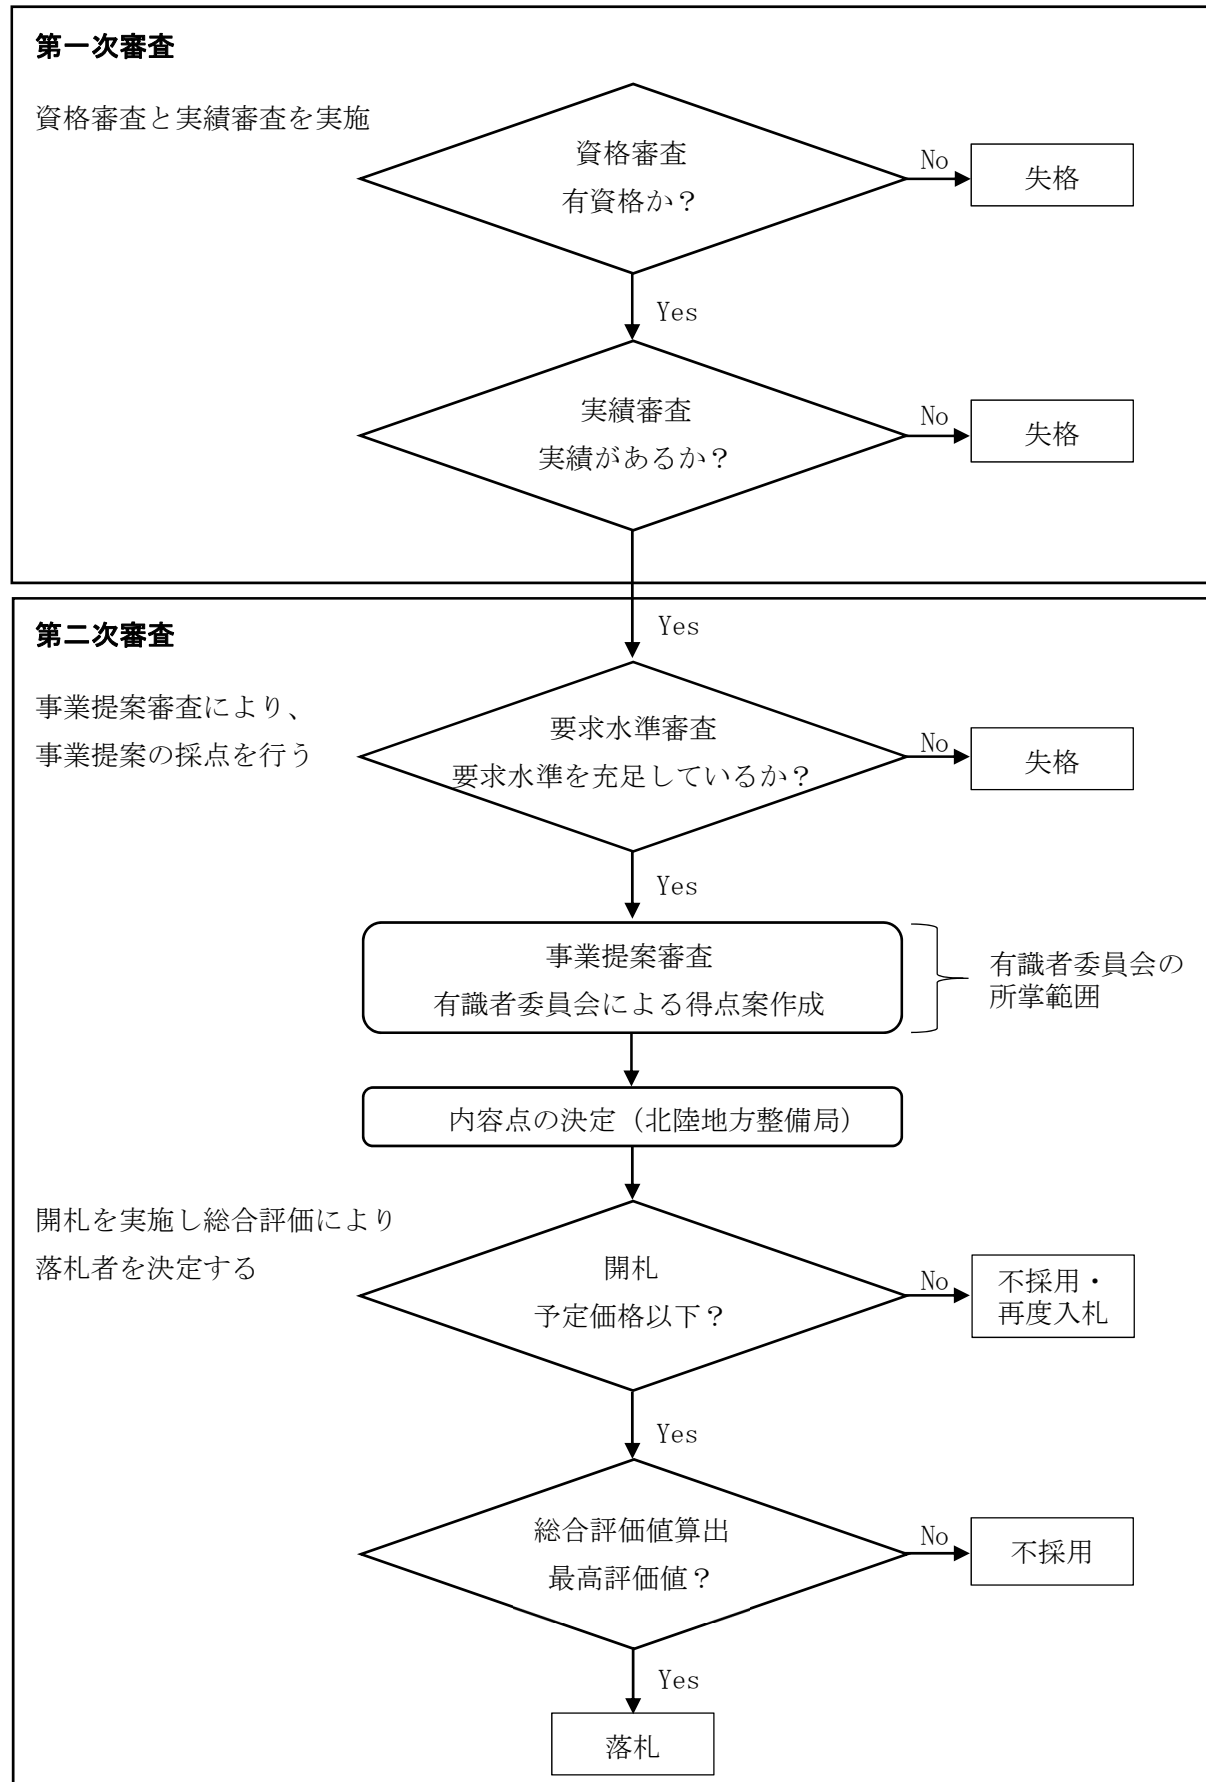 第一次審査
資格審査と実績審査を実施
資格審査
有資格か？
No
失格
Yes
実績審査
実績があるか？
No
失格
Yes
第二次審査
事業提案審査により、
事業提案の採点を行う
要求水準審査
要求水準を充足しているか？
No
失格
Yes
事業提案審査
有識者委員会による得点案作成
有識者委員会の
所掌範囲
内容点の決定（北陸地方整備局）
開札を実施し総合評価により
落札者を決定する
開札
予定価格以下？
No
不採用・
再度入札
Yes
総合評価値算出
最高評価値？
No
不採用
Yes
落札